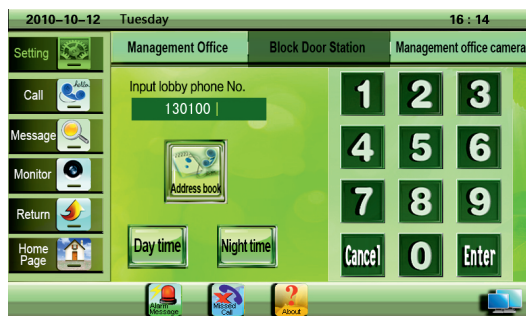 2010-10-12 Tuesday 16 : 14
Setting
Call
hello
Message
Monitor
Return
Home
Page
Management Office Block Door Station Management office camera
Input lobby phone No.
130100
Address book
Day time Night time
1 2 3
4 5 6
7 8 9
Cancel 0 Enter
Alarm
Message
Missed
Call
About